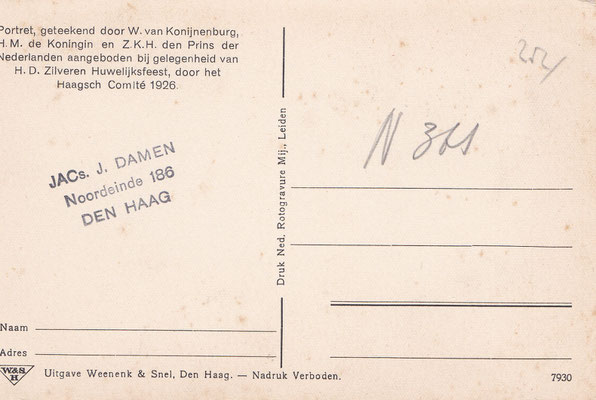 Portret, geteekend door W. van Konijnenburg,
H.M. de Koningin en Z.K.H. den Prins der
Nederlanden aangeboden bij gelegenheid van
H. D. Zilveren Huwelijksfeest, door het
Haagsch Comité 1926.
JACs. J. DAMEN
Noordeinde 186
DEN HAAG
Druk Ned. Rotogravure Mij., Leiden
N
Naam
Adres
W&S.
H
Uitgave Weenenk & Snel, Den Haag. — Nadruk Verboden.
7930